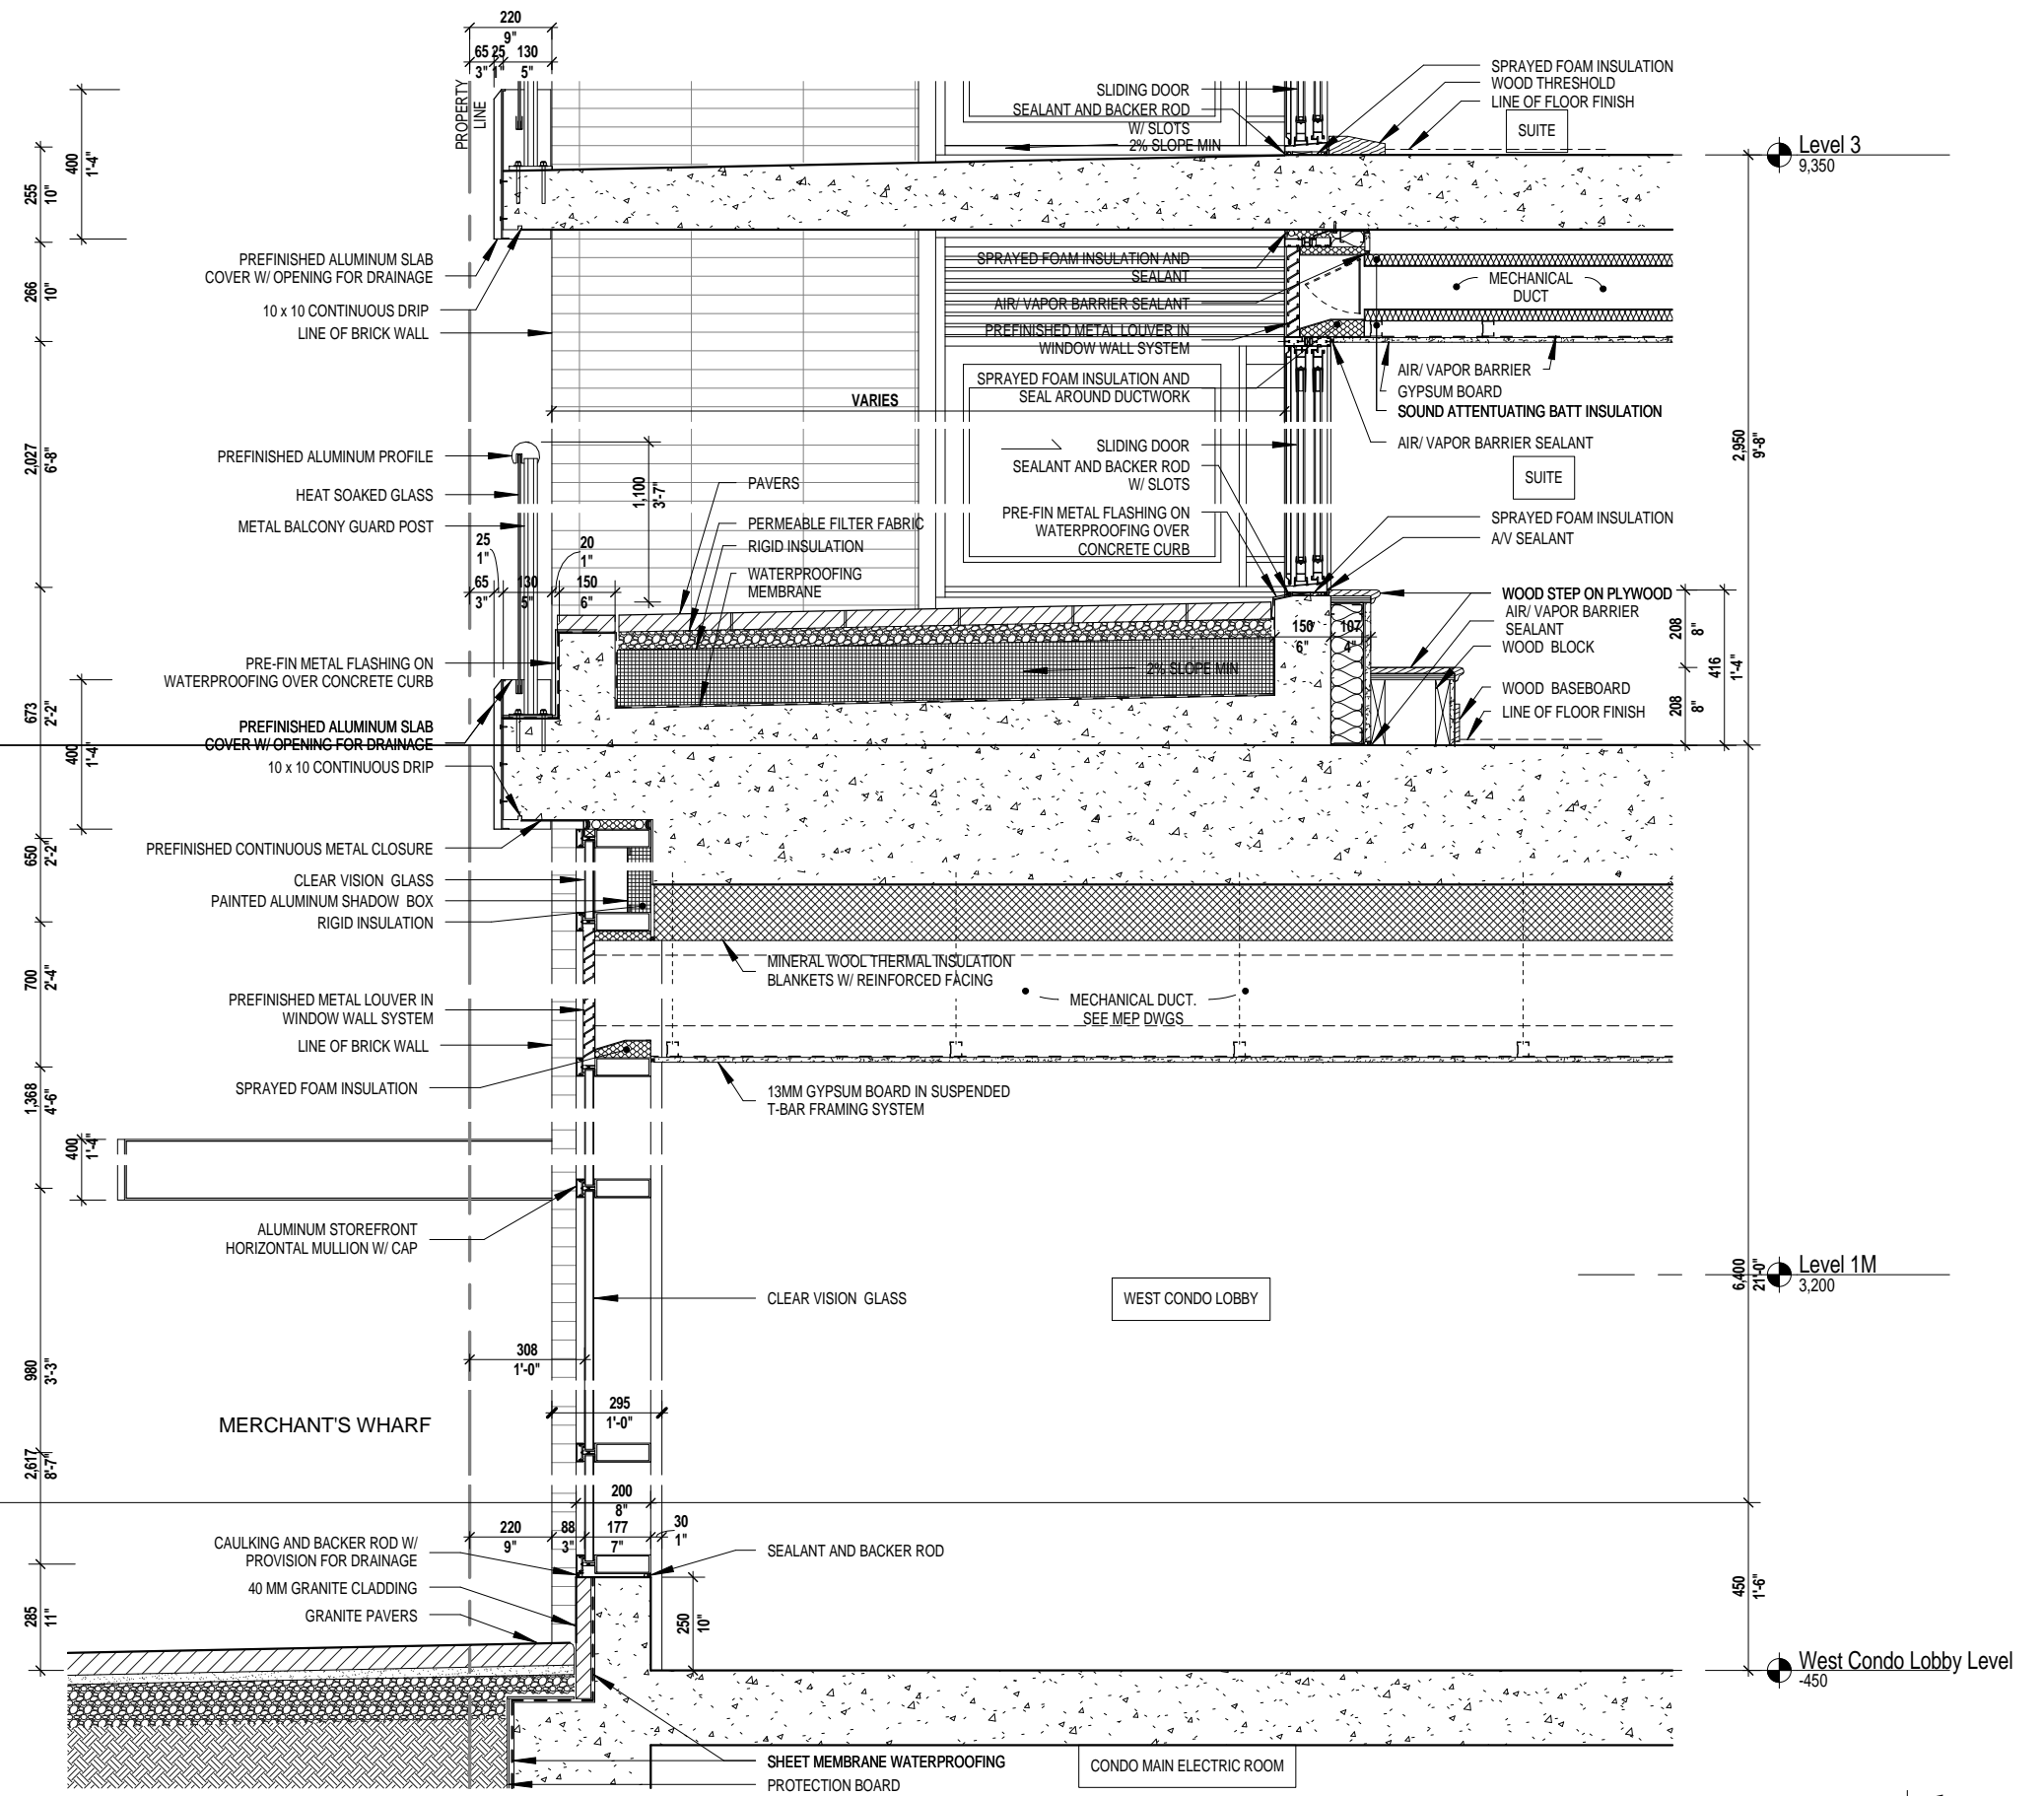 220
9"
65 25 130
3" 1" 5"
PROPERTY
LINE
400
1'-4"
255
10"
266
10"
2,027
6'-8"
673
2'-2"
400
1'-4"
650
2'-2"
700
2'-4"
1,368
4'-6"
400
1'-4"
980
3'-3"
2,617
8'-7"
285
11"
SLIDING DOOR
SEALANT AND BACKER ROD
W/ SLOTS
2% SLOPE MIN
SPRAYED FOAM INSULATION
WOOD THRESHOLD
LINE OF FLOOR FINISH
SUITE
Level 3
9,350
PREFINISHED ALUMINUM SLAB
COVER W/ OPENING FOR DRAINAGE
10 x 10 CONTINUOUS DRIP
LINE OF BRICK WALL
SPRAYED FOAM INSULATION AND
SEALANT
AIR/ VAPOR BARRIER SEALANT
PREFINISHED METAL LOUVER IN
WINDOW WALL SYSTEM
SPRAYED FOAM INSULATION AND
SEAL AROUND DUCTWORK
VARIES
MECHANICAL
DUCT
AIR/ VAPOR BARRIER
GYPSUM BOARD
SOUND ATTENTUATING BATT INSULATION
AIR/ VAPOR BARRIER SEALANT
SUITE
2,950
9'-8"
PREFINISHED ALUMINUM PROFILE
HEAT SOAKED GLASS
METAL BALCONY GUARD POST
1,100
3'-7"
PAVERS
PERMEABLE FILTER FABRIC
RIGID INSULATION
WATERPROOFING
MEMBRANE
SLIDING DOOR
SEALANT AND BACKER ROD
W/ SLOTS
PRE-FIN METAL FLASHING ON
WATERPROOFING OVER
CONCRETE CURB
SPRAYED FOAM INSULATION
A/V SEALANT
25
1"
20
1"
65 130 150
3" 5" 6"
WOOD STEP ON PLYWOOD
AIR/ VAPOR BARRIER
SEALANT
WOOD BLOCK
WOOD BASEBOARD
LINE OF FLOOR FINISH
150 107
6" 4"
2% SLOPE MIN
208
8"
208
8"
416
1'-4"
PRE-FIN METAL FLASHING ON
WATERPROOFING OVER CONCRETE CURB
PREFINISHED ALUMINUM SLAB
COVER W/ OPENING FOR DRAINAGE
10 x 10 CONTINUOUS DRIP
PREFINISHED CONTINUOUS METAL CLOSURE
CLEAR VISION GLASS
PAINTED ALUMINUM SHADOW BOX
RIGID INSULATION
MINERAL WOOL THERMAL INSULATION
BLANKETS W/ REINFORCED FACING
PREFINISHED METAL LOUVER IN
WINDOW WALL SYSTEM
MECHANICAL DUCT.
SEE MEP DWGS
LINE OF BRICK WALL
SPRAYED FOAM INSULATION
13MM GYPSUM BOARD IN SUSPENDED
T-BAR FRAMING SYSTEM
ALUMINUM STOREFRONT
HORIZONTAL MULLION W/ CAP
CLEAR VISION GLASS
WEST CONDO LOBBY
6,400
21'-0"
Level 1M
3,200
308
1'-0"
295
1'-0"
MERCHANT'S WHARF
200
8"
220 88 177 30
9" 3" 7" 1"
CAULKING AND BACKER ROD W/
PROVISION FOR DRAINAGE
SEALANT AND BACKER ROD
40 MM GRANITE CLADDING
GRANITE PAVERS
250
10"
450
1'-6"
West Condo Lobby Level
-450
SHEET MEMBRANE WATERPROOFING
PROTECTION BOARD
CONDO MAIN ELECTRIC ROOM